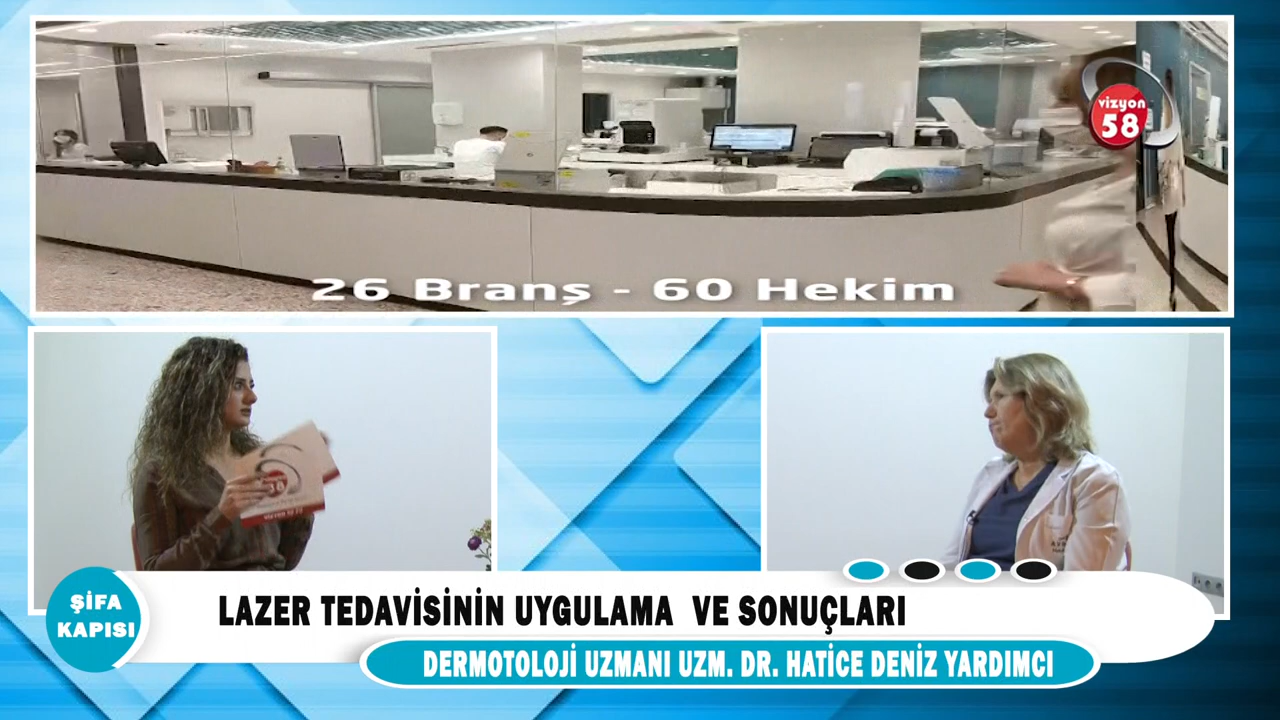 vizyon
58
26 Branş - 60 Hekim
ŞİFA
KAPISI
LAZER TEDAVİSİNİN UYGULAMA VE SONUÇLARI
DERMOTOLOJİ UZMANI UZM. DR. HATİCE DENİZ YARDIMCI